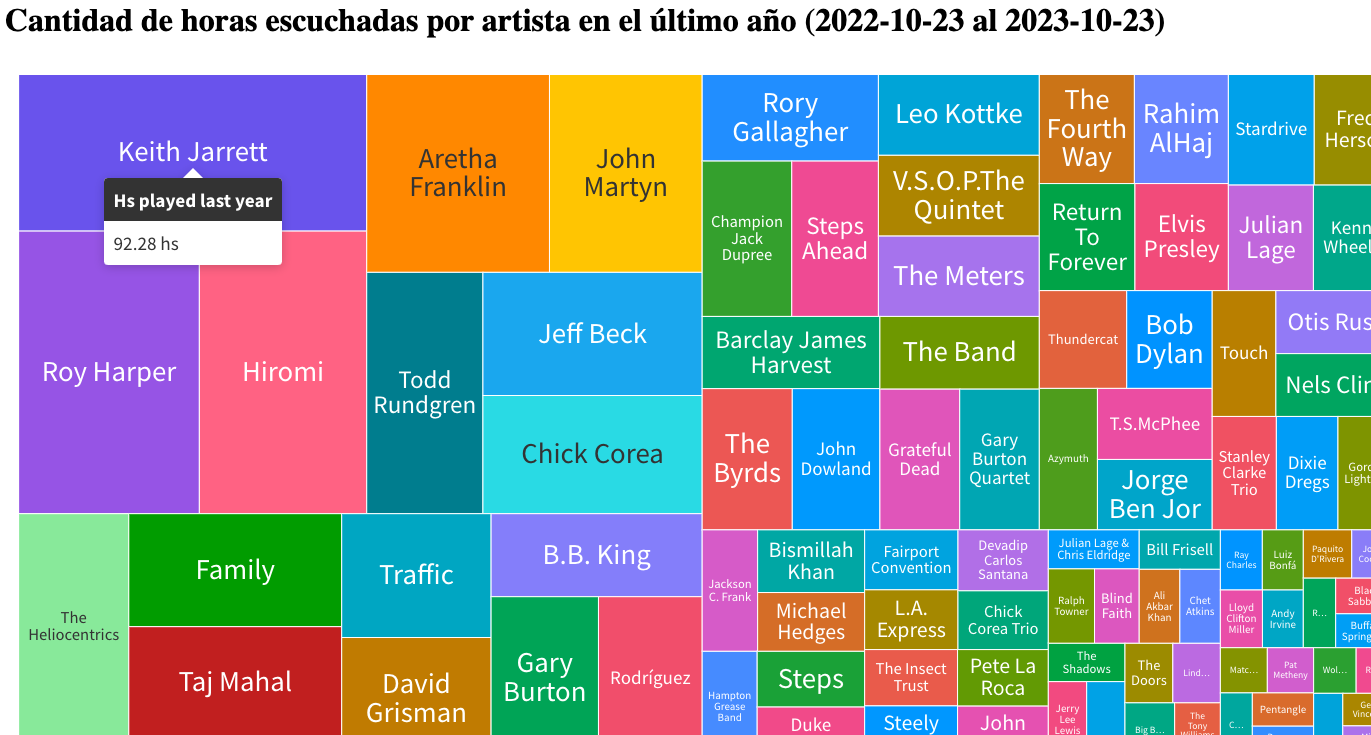 Cantidad de horas escuchadas por artista en el último año (2022-10-23 al 2023-10-23)
Keith Jarrett
Hs played last year
92.28 hs
Roy Harper
Hiromi
Aretha
Franklin
John
Martyn
Todd
Rundgren
Jeff Beck
Chick Corea
The
Heliocentrics
Family
Taj Mahal
Traffic
David
Grisman
B.B. King
Gary
Burton
Rodríguez
Rory
Gallagher
Champion
Jack
Dupree
Steps
Ahead
Leo Kottke
V.S.O.P.The
Quintet
The Meters
Barclay James
Harvest
The Band
The
Byrds
John
Dowland
Grateful
Dead
Gary
Burton
Quartet
The
Fourth
Way
Rahim
AlHaj
Stardrive
Fred
Hersc
Return
To
Forever
Elvis
Presley
Julian
Lage
Kenn
Wheel
Thundercat
Bob
Dylan
Touch
Otis Rus
Nels Clin
Azymuth
T.S.McPhee
Jorge
Ben Jor
Stanley
Clarke
Trio
Dixie
Dregs
Gord
Light
Jackson
C. Frank
Bismillah
Khan
Fairport
Convention
Devadip
Carlos
Santana
Michael
Hedges
L.A.
Express
Chick
Corea Trio
Hampton
Grease
Band
Steps
Duke
The Insect
Trust
Steely
Pete La
Roca
John
Julian Lage &
Chris Eldridge
Bill Frisell
Ralph
Towner
Blind
Faith
Ali
Akbar
Khan
Chet
Atkins
The
Shadows
The
Doors
Lind...
Jerry
Lee
Lewis
Big B...
The
Tony
Williams
Ray
Charles
Luiz
Bonfá
Paquito
D'Rivera
Jo
Coo
Lloyd
Clifton
Miller
Andy
Irvine
R...
Blac
Sabb
Buffa
Spring
Matc...
Pat
Metheny
Wol...
R
C...
Pentangle
Ge
Vince